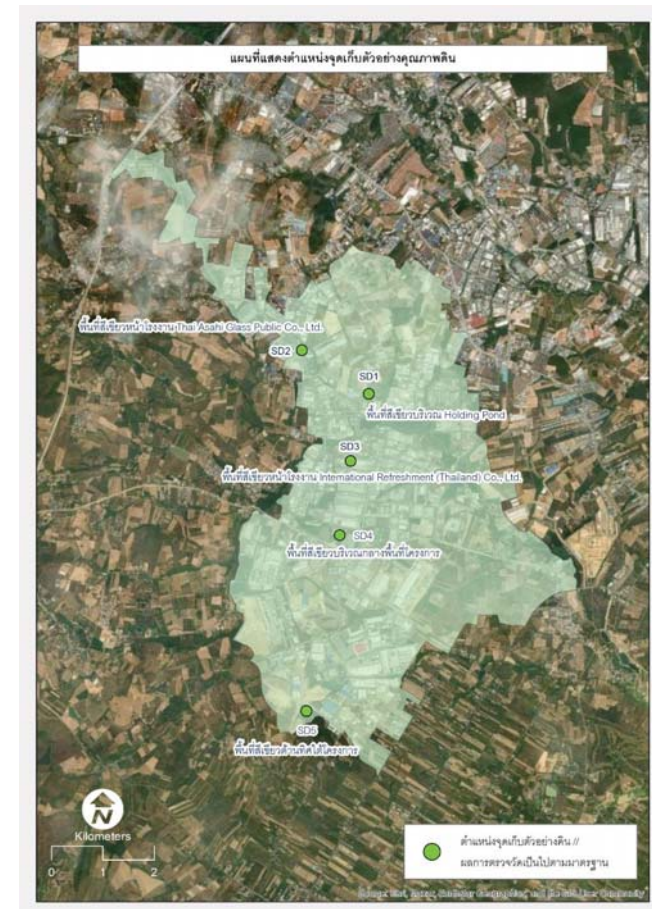 แผนที่แสดงตำแหน่งจุดเก็บตัวอย่างคุณภาพดิน
พื้นที่สีเขียวหน้าโรงงาน Thai Asahi Glass Public Co., Ltd.
SD2
SD1
พื้นที่สีเขียวบริเวณ Holding Pond
SD3
พื้นที่สีเขียวหน้าโรงงาน International Refreshment (Thailand) Co., Ltd.
SD4
พื้นที่สีเขียวบริเวณกลางพื้นที่โครงการ
SD5
พื้นที่สีเขียวด้านทิศใต้โครงการ
N
Kilometers
0 1 2
ตำแหน่งจุดเก็บตัวอย่างดิน //
ผลการตรวจวัดเป็นไปตามมาตรฐาน
Earthstar Geographics, and the GIS User Community